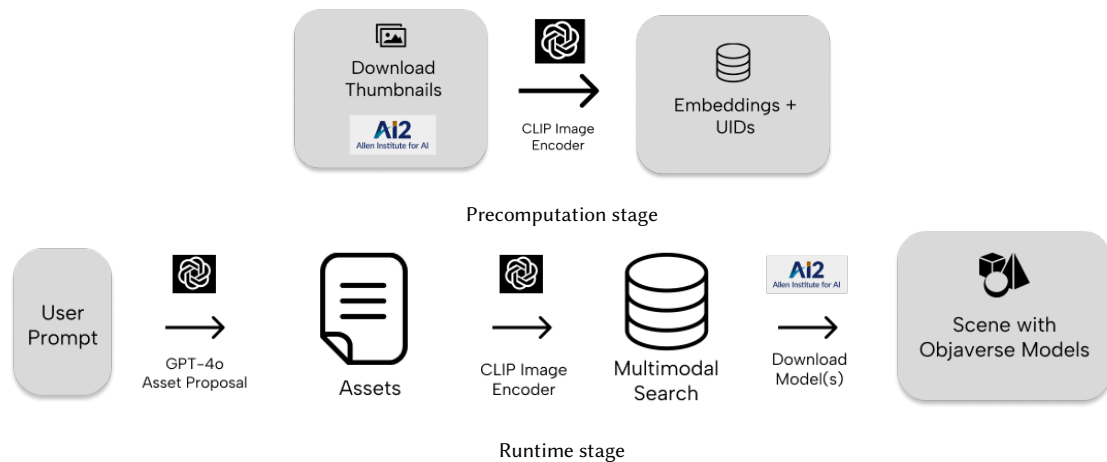 Download
Thumbnails
Ai2
Allen Institute for AI
CLIP Image
Encoder
Embeddings +
UIDs
Precomputation stage
User
Prompt
GPT-4o
Asset Proposal
Assets
CLIP Image
Encoder
Multimodal
Search
Ai2
Allen Institute for AI
Download
Model(s)
Scene with
Objaverse Models
Runtime stage